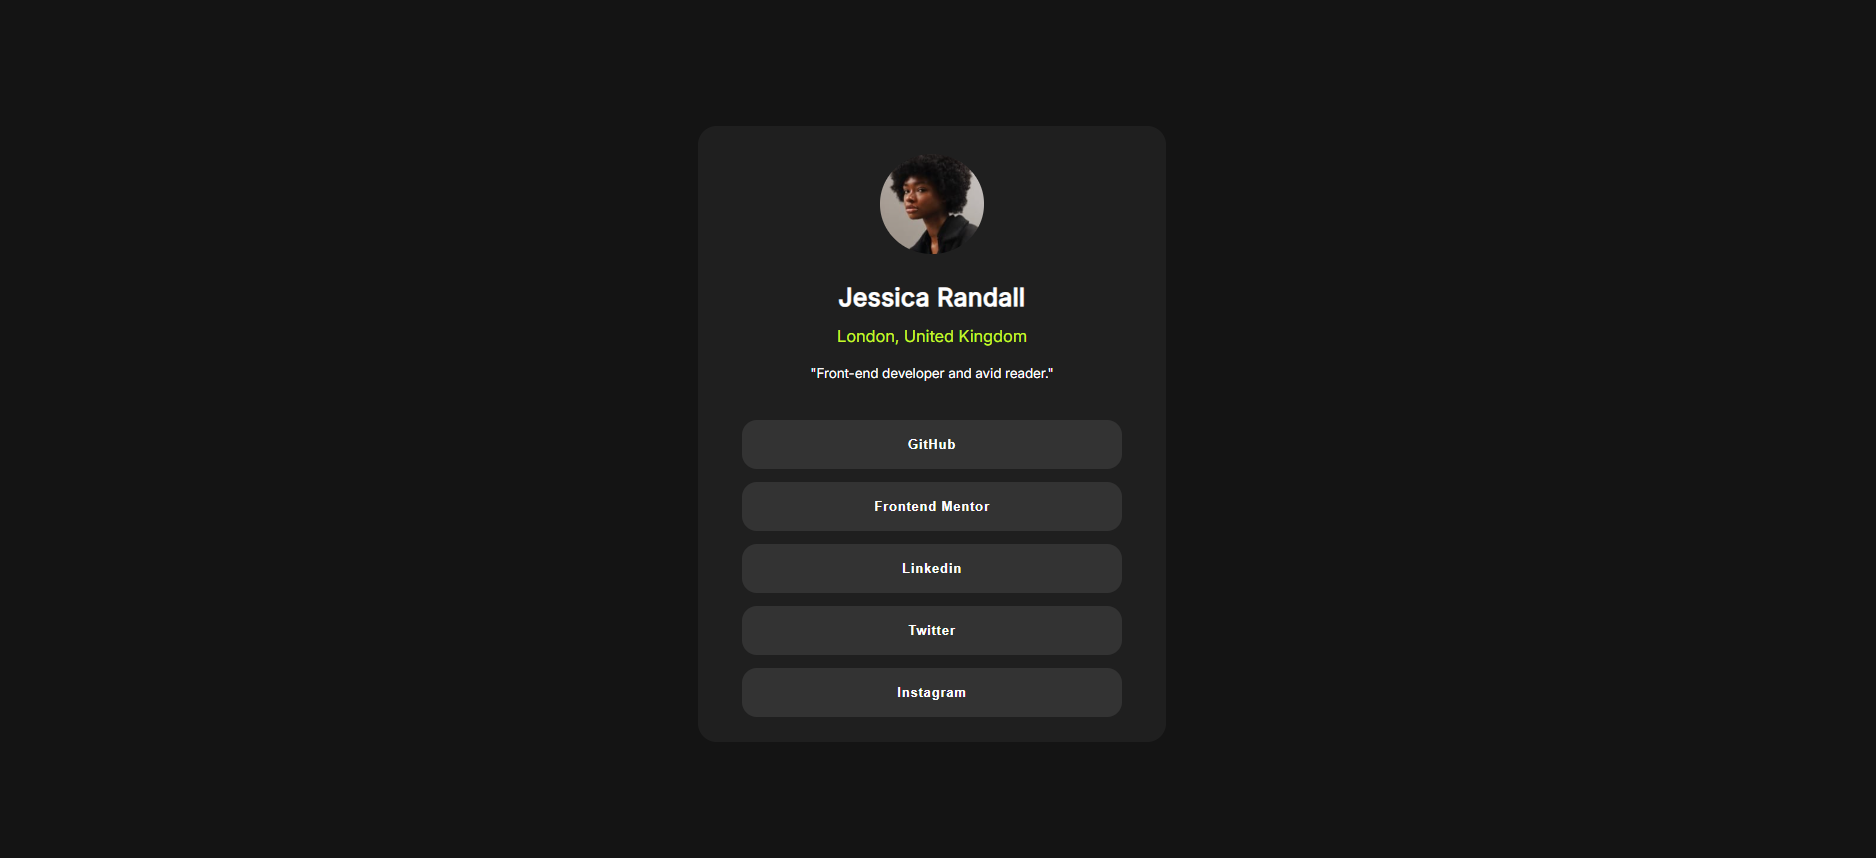 Jessica Randall
London, United Kingdom
"Front-end developer and avid reader."
GitHub
Frontend Mentor
Linkedin
Twitter
Instagram